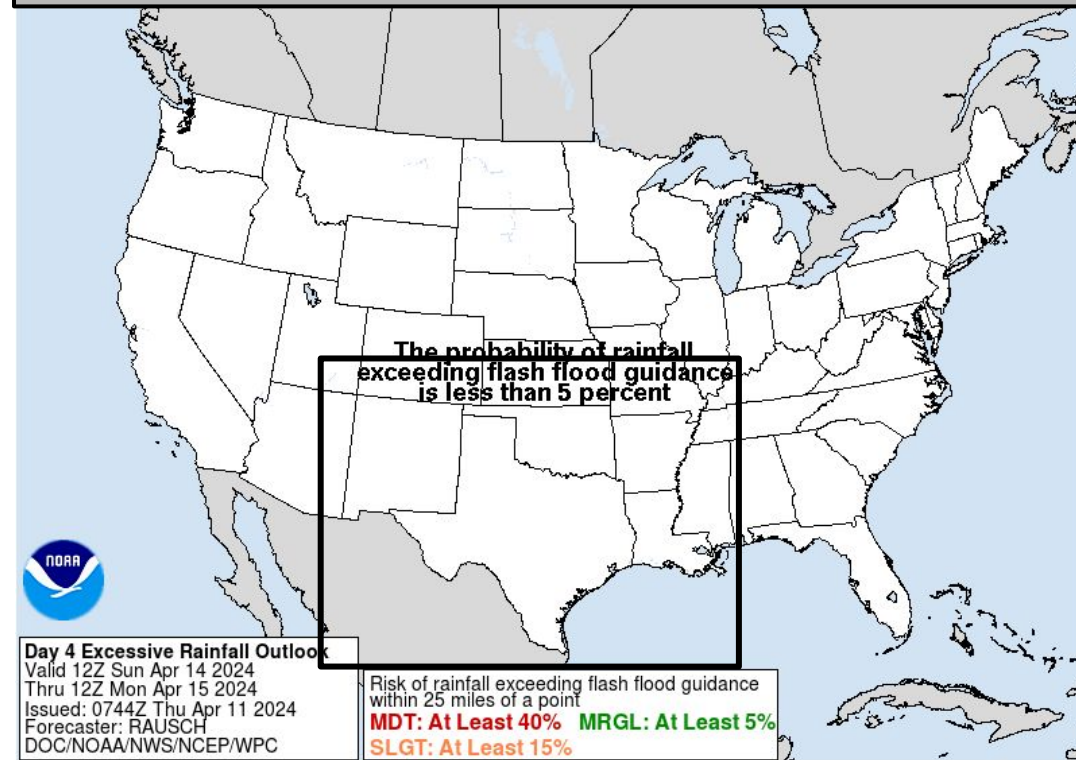 The probability of rainfall
exceeding flash flood guidance
is less than 5 percent
NOAA
Day 4 Excessive Rainfall Outlook
Valid 12Z Sun Apr 14 2024
Thru 12Z Mon Apr 15 2024
Issued: 0744Z Thu Apr 11 2024
Forecaster: RAUSCH
DOC/NOAA/NWS/NCEP/WPC
Risk of rainfall exceeding flash flood guidance
within 25 miles of a point
MDT: At Least 40% MRGL: At Least 5%
SLGT: At Least 15%